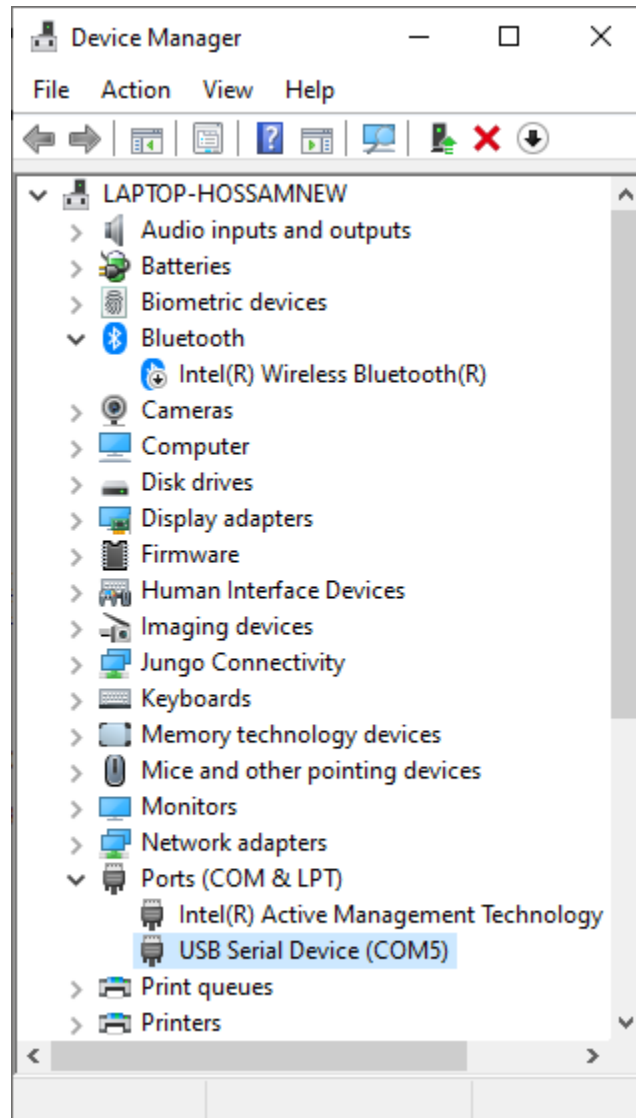 Device Manager
File Action View Help
LAPTOP-HOSSAMNEW
Audio inputs and outputs
Batteries
Biometric devices
Bluetooth
Intel(R) Wireless Bluetooth(R)
Cameras
Computer
Disk drives
Display adapters
Firmware
Human Interface Devices
Imaging devices
Jungo Connectivity
Keyboards
Memory technology devices
Mice and other pointing devices
Monitors
Network adapters
Ports (COM & LPT)
Intel(R) Active Management Technology
USB Serial Device (COM5)
Print queues
Printers